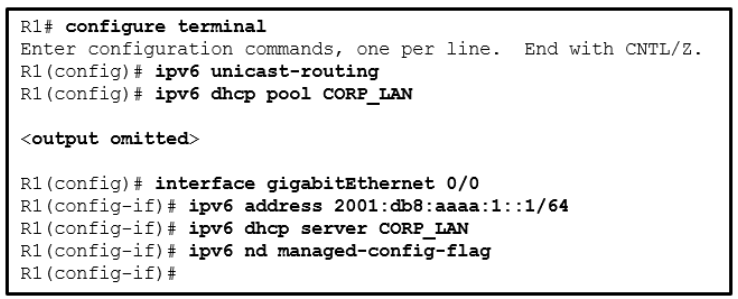 R1# configure terminal
Enter configuration commands, one per line.  End with CNTL/Z.
R1(config)# ipv6 unicast-routing
R1(config)# ipv6 dhcp pool CORP_LAN
<output omitted>
R1(config)# interface gigabitEthernet 0/0
R1(config-if)# ipv6 address 2001:db8:aaaa:1::1/64
R1(config-if)# ipv6 dhcp server CORP_LAN
R1(config-if)# ipv6 nd managed-config-flag
R1(config-if)#